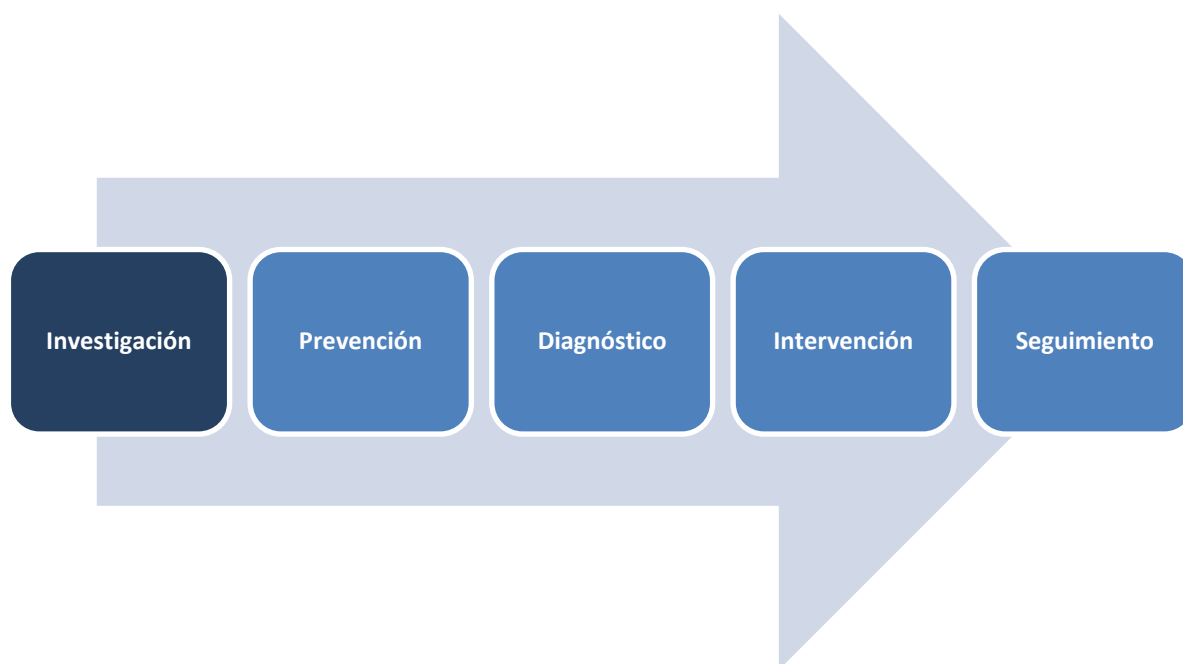 Investigación
Prevención
Diagnóstico
Intervención
Seguimiento